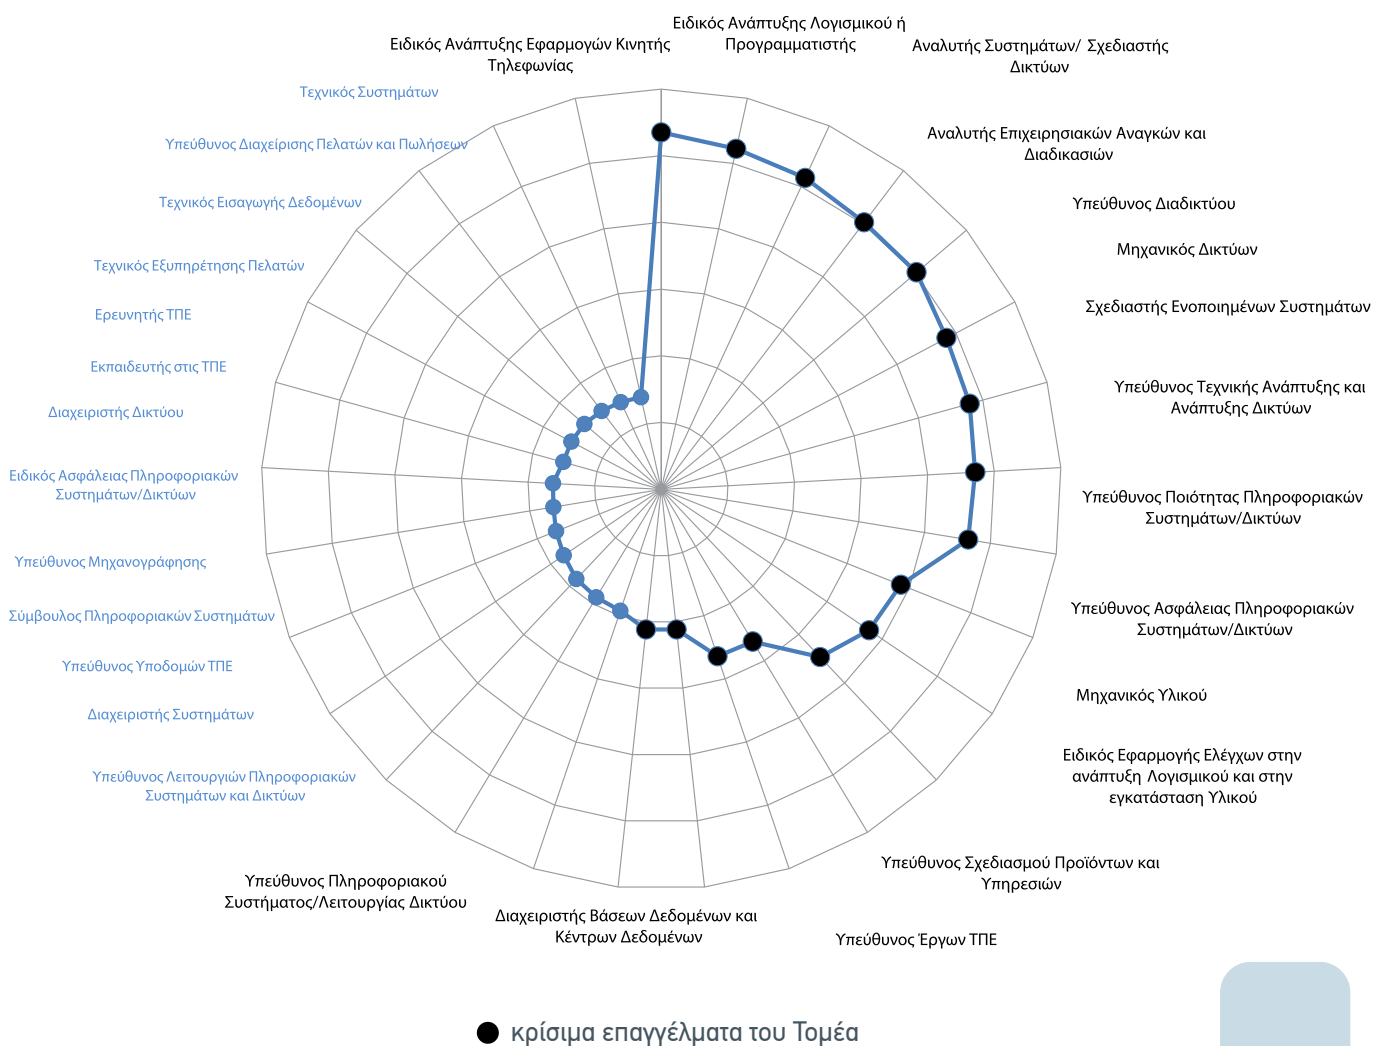 Ειδικός Ανάπτυξης Λογισμικού ή
Προγραμματιστής
Αναλυτής Συστημάτων/ Σχεδιαστής
Δικτύων
Αναλυτής Επιχειρησιακών Αναγκών και
Διαδικασιών
Υπεύθυνος Διαδικτύου
Μηχανικός Δικτύων
Σχεδιαστής Ενοποιημένων Συστημάτων
Υπεύθυνος Τεχνικής Ανάπτυξης και
Ανάπτυξης Δικτύων
Υπεύθυνος Ποιότητας Πληροφοριακών
Συστημάτων/Δικτύων
Υπεύθυνος Ασφάλειας Πληροφοριακών
Συστημάτων/Δικτύων
Μηχανικός Υλικού
Ειδικός Εφαρμογής Ελέγχων στην
ανάπτυξη Λογισμικού και στην
εγκατάσταση Υλικού
Υπεύθυνος Σχεδιασμού Προϊόντων και
Υπηρεσιών
Υπεύθυνος Έργων ΤΠΕ
Διαχειριστής Βάσεων Δεδομένων και
Κέντρων Δεδομένων
Υπεύθυνος Πληροφοριακού
Συστήματος/Λειτουργίας Δικτύου
Υπεύθυνος Λειτουργιών Πληροφοριακών
Συστημάτων και Δικτύων
Διαχειριστής Συστημάτων
Υπεύθυνος Υποδομών ΤΠΕ
Σύμβουλος Πληροφοριακών Συστημάτων
Υπεύθυνος Μηχανογράφησης
Ειδικός Ασφάλειας Πληροφοριακών
Συστημάτων/Δικτύων
Διαχειριστής Δικτύου
Εκπαιδευτής στις ΤΠΕ
Ερευνητής ΤΠΕ
Τεχνικός Εξυπηρέτησης Πελατών
Τεχνικός Εισαγωγής Δεδομένων
Υπεύθυνος Διαχείρισης Πελατών και Πωλήσεων
Τεχνικός Συστημάτων
Ειδικός Ανάπτυξης Εφαρμογών Κινητής
Τηλεφωνίας
κρίσιμα επαγγέλματα του Τομέα